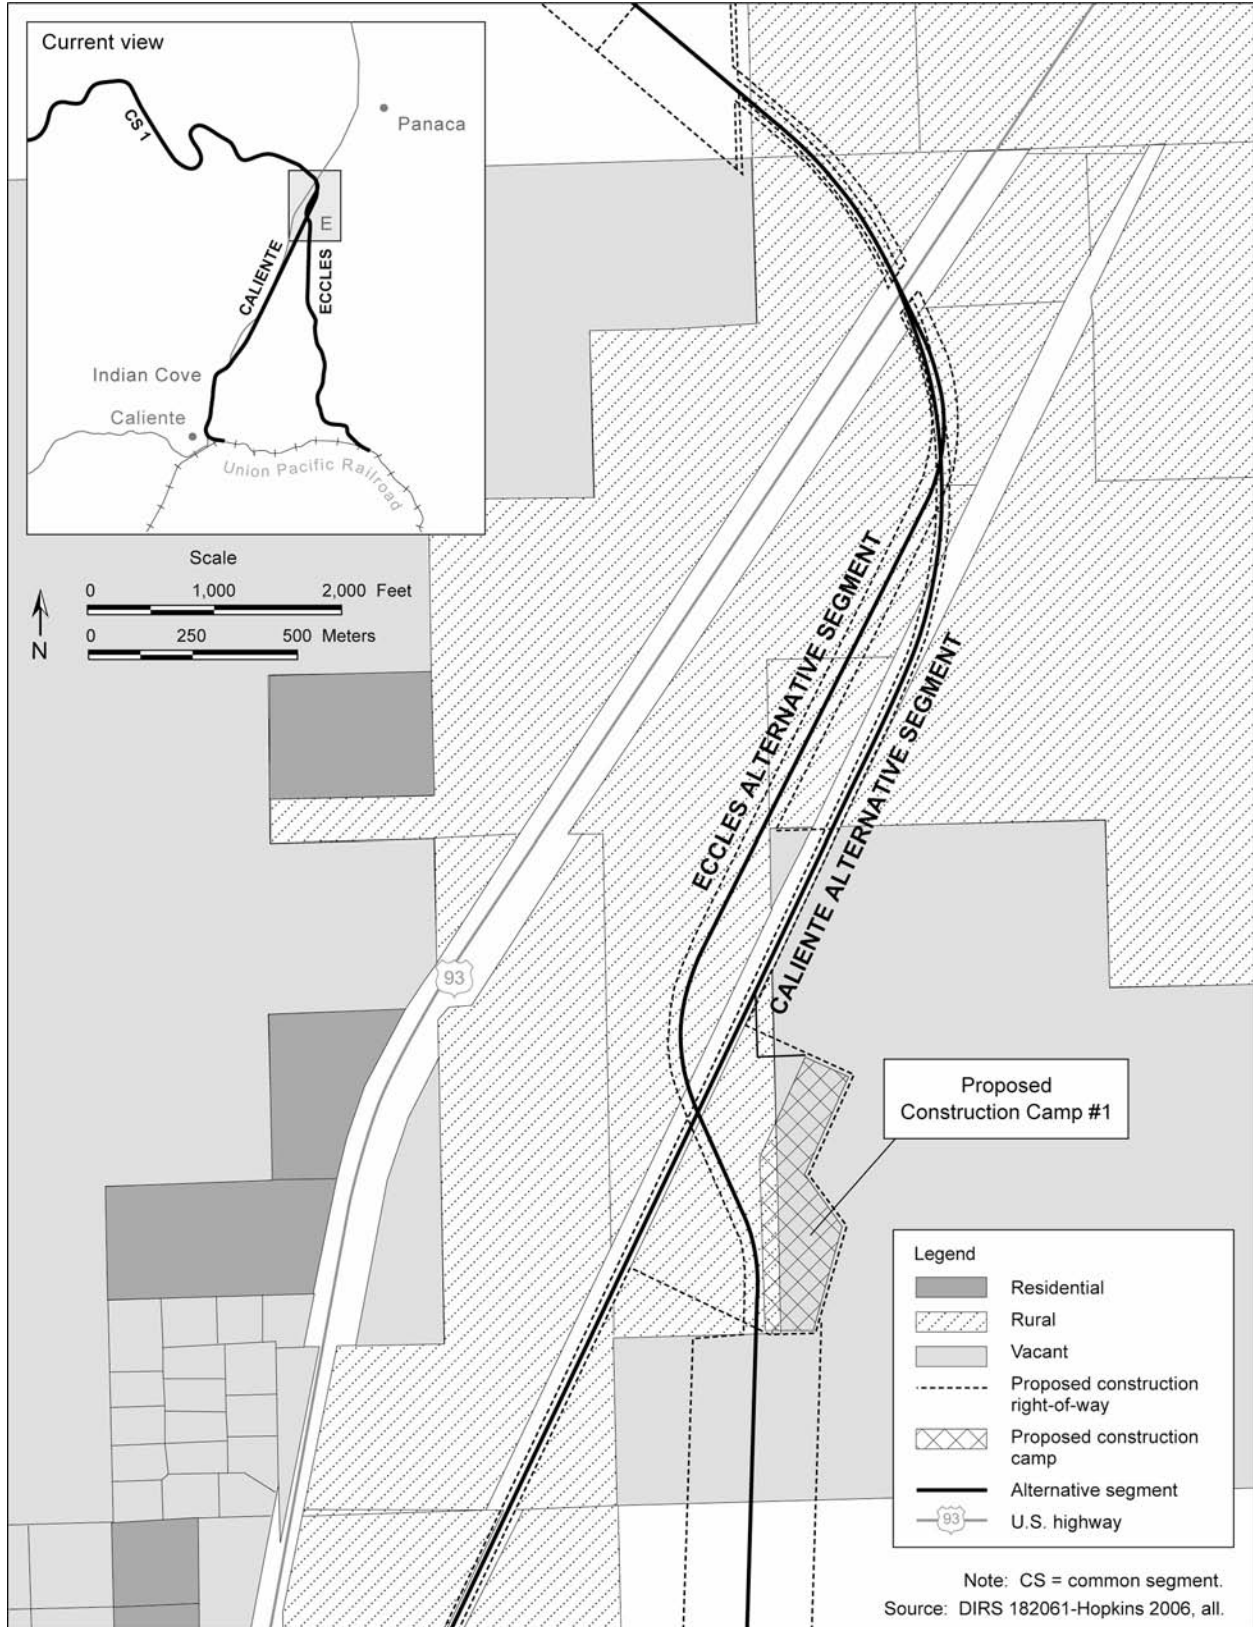 Current view
CS 1
Panaca
E
CALIENTE
ECCLES
Indian Cove
Caliente
Union Pacific Railroad
Scale
0 1,000 2,000 Feet
0 250 500 Meters
N
ECCLES ALTERNATIVE SEGMENT
CALIENTE ALTERNATIVE SEGMENT
93
Proposed
Construction Camp #1
Legend
Residential
Rural
Vacant
Proposed construction
right-of-way
Proposed construction
camp
Alternative segment
93
U.S. highway
Note: CS = common segment.
Source: DIRS 182061-Hopkins 2006, all.